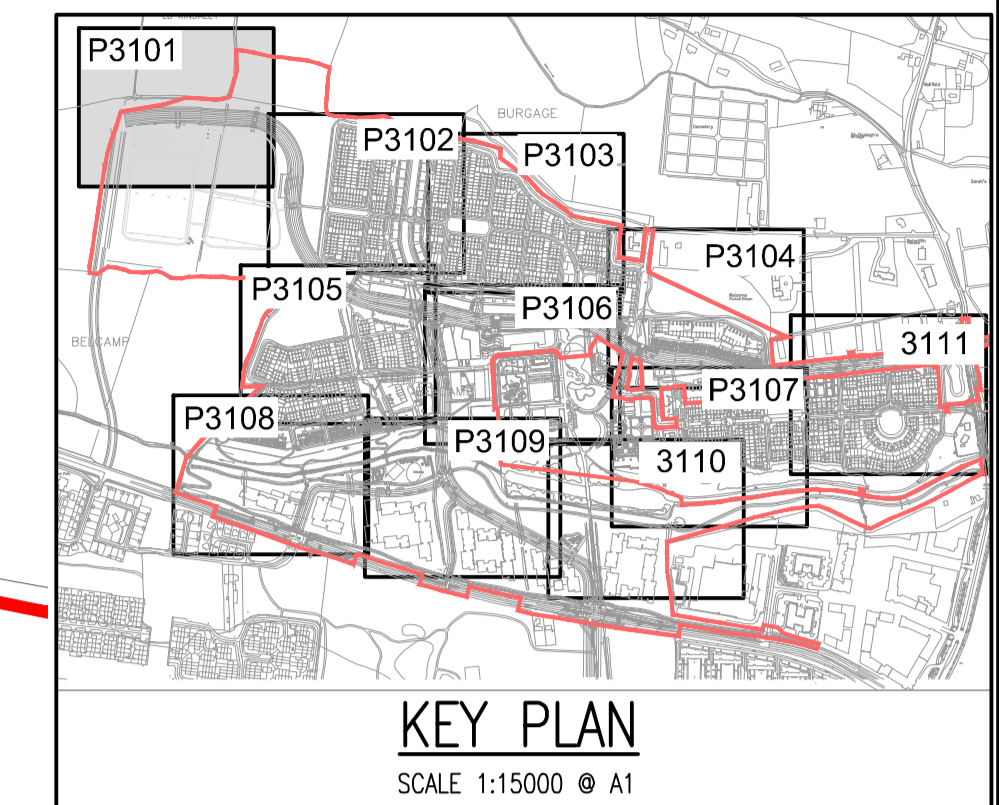 P3101
BURGAGE
P3102
P3103
Cemetery
P3104
P3105
P3106
BELCAMP
3111
P3107
P3108
P3109
3110
KEY PLAN
SCALE 1:15000 @ A1